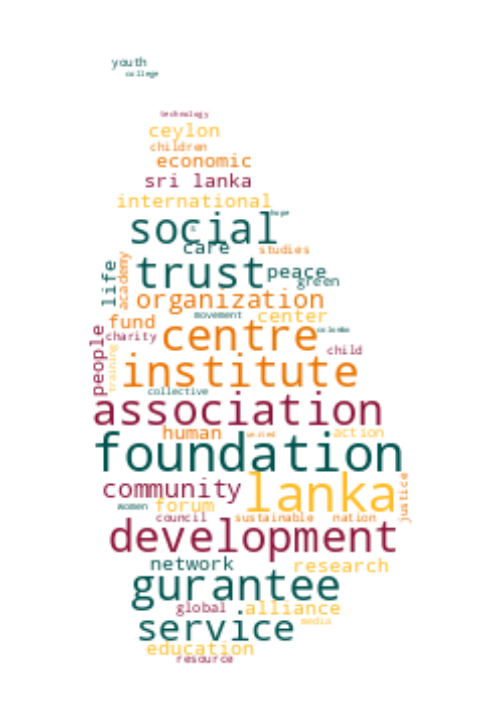 youth
college
technology
ceylon
children
economic
sri lanka
international
hope
social
care studies
trust peace
life academy green
organization
movement center
fund centre colombo
charity child
people training institute
collective
association
human united action
foundation
community lanka justice
women forum
council sustainable nation
development
network research
gurantee
global . alliance
service media
education
resource